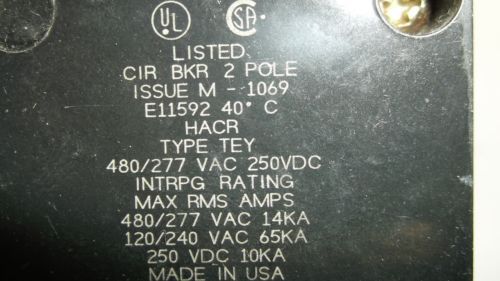 UL
SA
LISTED
CIR BKR 2 POLE
ISSUE M - 1069
E11592 40° C
HACR
TYPE TEY
480/277 VAC 250VDC
INTRPG RATING
MAX RMS AMPS
480/277 VAC 14KA
120/240 VAC 65KA
250 VDC 10KA
MADE IN USA